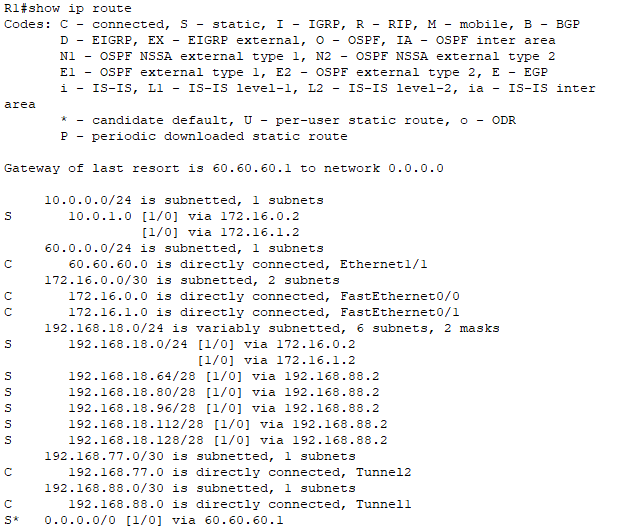 R1#show ip route
Codes: C - connected, S - static, I - IGRP, R - RIP, M - mobile, B - BGP
       D - EIGRP, EX - EIGRP external, O - OSPF, IA - OSPF inter area
       N1 - OSPF NSSA external type 1, N2 - OSPF NSSA external type 2
       E1 - OSPF external type 1, E2 - OSPF external type 2, E - EGP
       i - IS-IS, L1 - IS-IS level-1, L2 - IS-IS level-2, ia - IS-IS inter
area
       * - candidate default, U - per-user static route, o - ODR
       P - periodic downloaded static route
Gateway of last resort is 60.60.60.1 to network 0.0.0.0
     10.0.0.0/24 is subnetted, 1 subnets
S       10.0.1.0 [1/0] via 172.16.0.2
                 [1/0] via 172.16.1.2
     60.0.0.0/24 is subnetted, 1 subnets
C       60.60.60.0 is directly connected, Ethernet1/1
     172.16.0.0/30 is subnetted, 2 subnets
C       172.16.0.0 is directly connected, FastEthernet0/0
C       172.16.1.0 is directly connected, FastEthernet0/1
     192.168.18.0/24 is variably subnetted, 6 subnets, 2 masks
S       192.168.18.0/24 [1/0] via 172.16.0.2
                        [1/0] via 172.16.1.2
S       192.168.18.64/28 [1/0] via 192.168.88.2
S       192.168.18.80/28 [1/0] via 192.168.88.2
S       192.168.18.96/28 [1/0] via 192.168.88.2
S       192.168.18.112/28 [1/0] via 192.168.88.2
S       192.168.18.128/28 [1/0] via 192.168.88.2
     192.168.77.0/30 is subnetted, 1 subnets
C       192.168.77.0 is directly connected, Tunnel2
     192.168.88.0/30 is subnetted, 1 subnets
C       192.168.88.0 is directly connected, Tunnel1
S*   0.0.0.0/0 [1/0] via 60.60.60.1